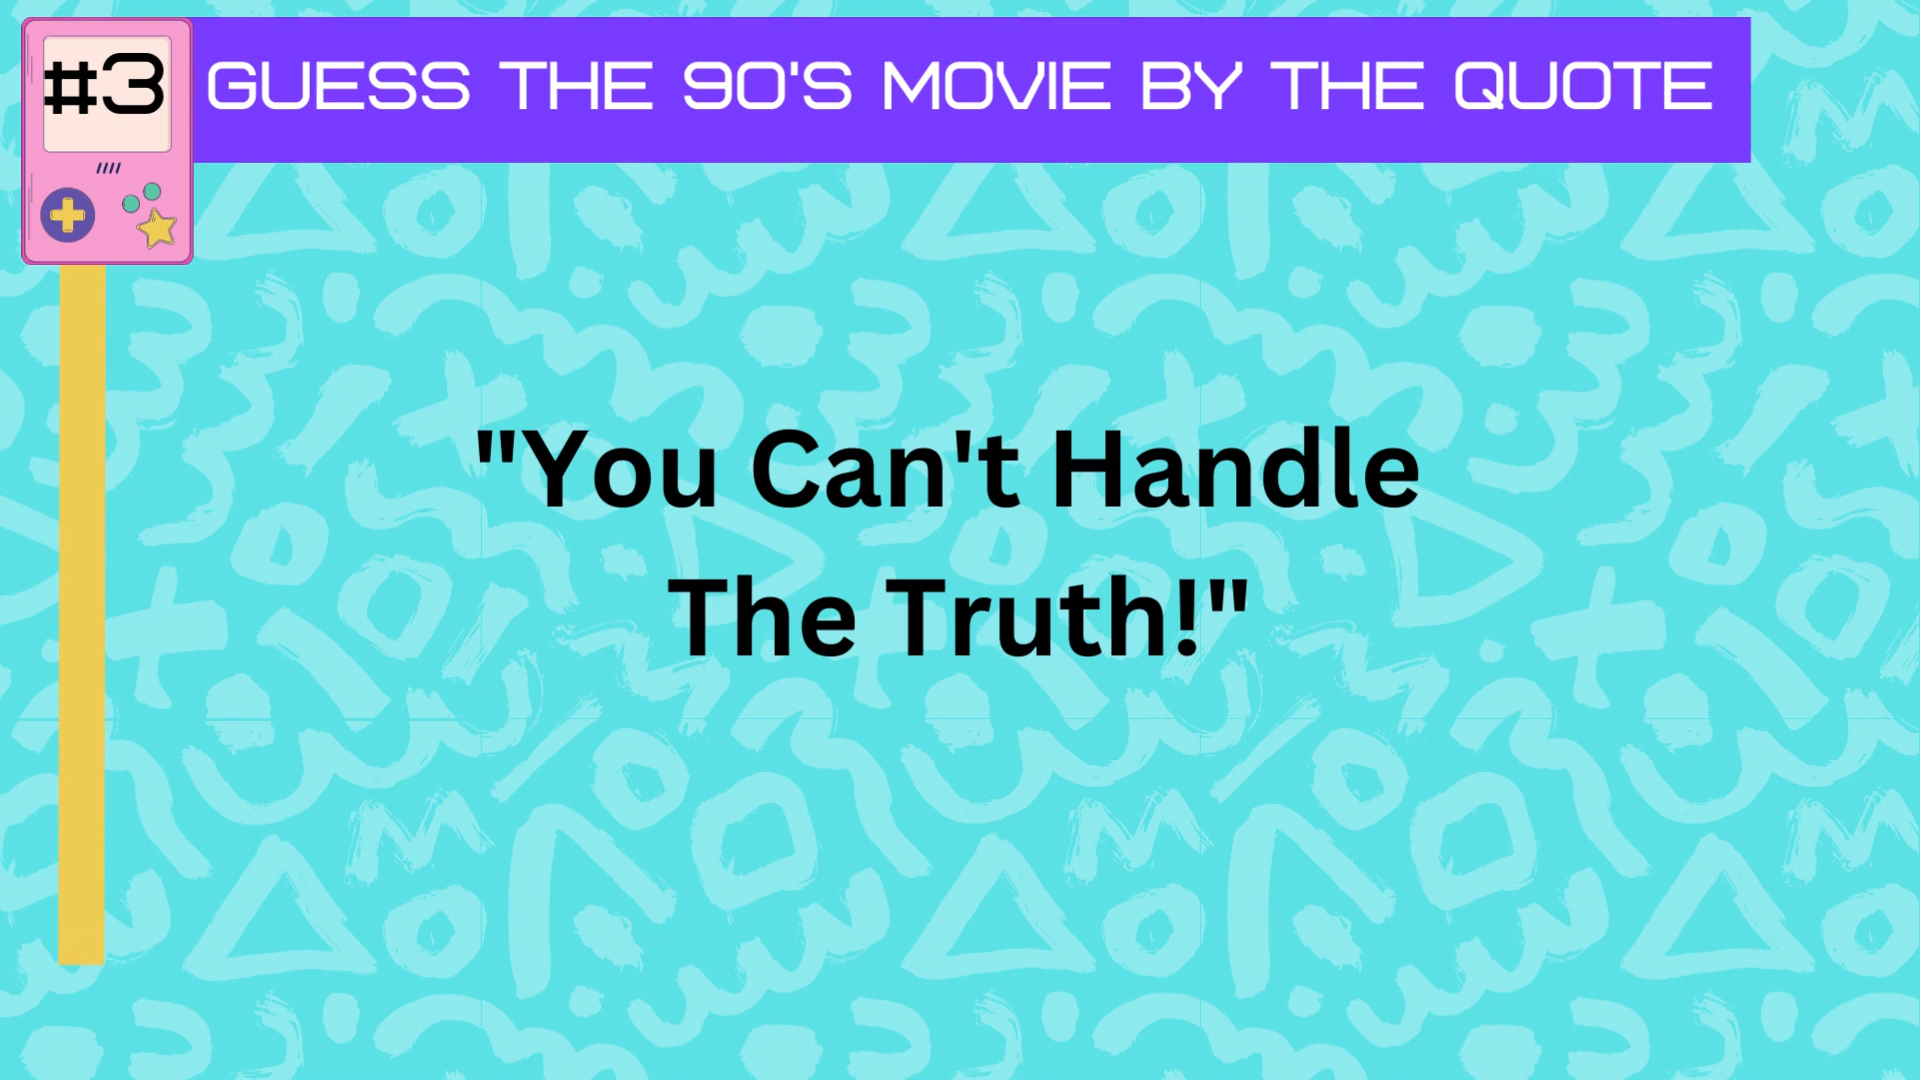 #3
GUESS THE 90'S MOVIE BY THE QUOTE
"You Can't Handle
The Truth!"